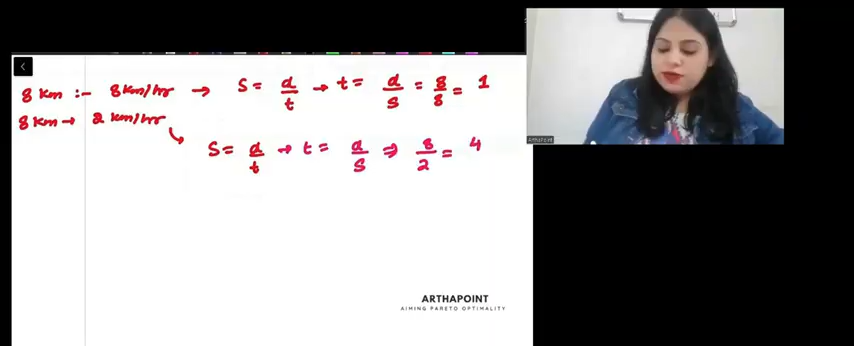 8 Km :- 8 Km/hr → S = d/t → t = d/S = 8/8 = 1
8 Km → 2 Km/hr
S = d/t → t = d/S ⇒ 8/2 = 4
ArthaPoint
ARTHAPOINT
AIMING PARETO OPTIMALITY